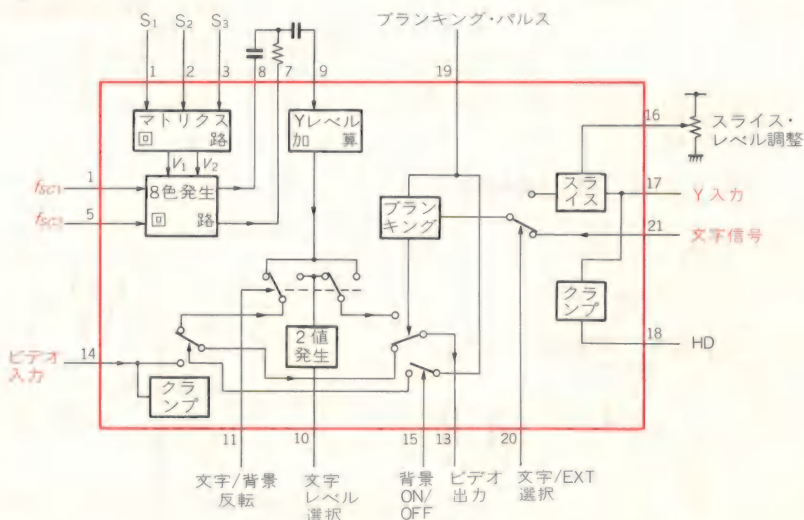 S₁ S₂ S₃
ブランキング・パルス
1 2 3 8 7 9 19
マトリクス
回 路
Yレベル
加 算
16
スライス・
レベル調整
V₁ V₂
fSC1 1
8色発生
回 路
fSC2 5
ブラン
キング
スライス
17 Y入力
21 文字信号
クランプ
18 HD
2値
発生
ビデオ
入力
14
クラ
ンプ
11 10 15 13 20
文字/背景
反転
文字
レベル
選択
背景
ON/
OFF
ビデオ
出力
文字/EXT
選択